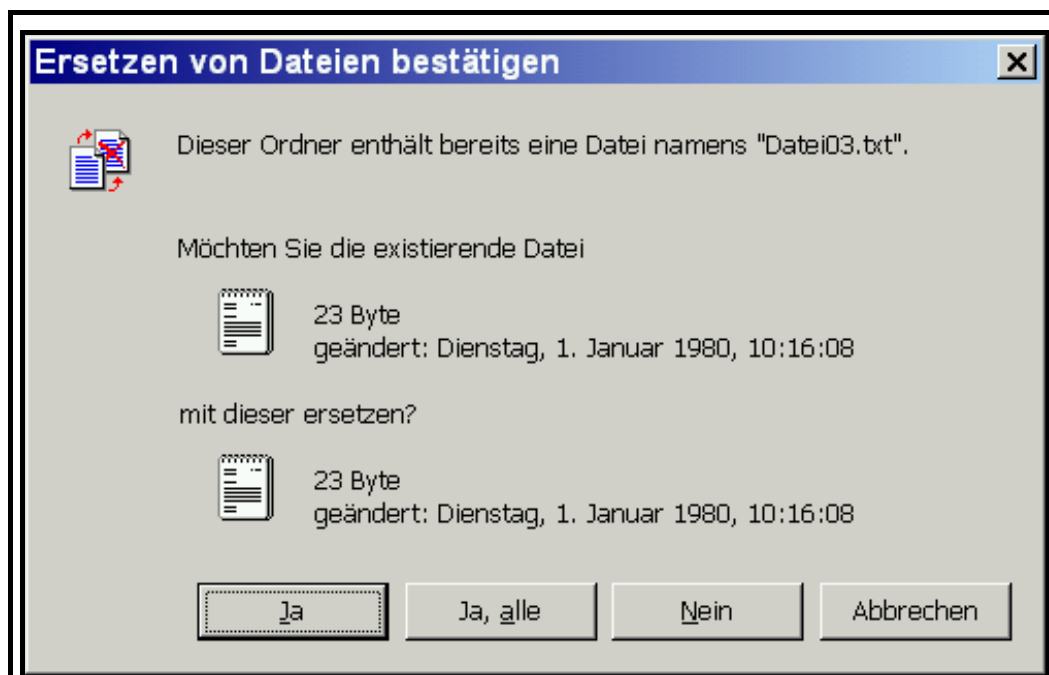 Ersetzen von Dateien bestätigen
Dieser Ordner enthält bereits eine Datei namens "Datei03.txt".
Möchten Sie die existierende Datei
23 Byte
geändert: Dienstag, 1. Januar 1980, 10:16:08
mit dieser ersetzen?
23 Byte
geändert: Dienstag, 1. Januar 1980, 10:16:08
Ja
Ja, alle
Nein
Abbrechen